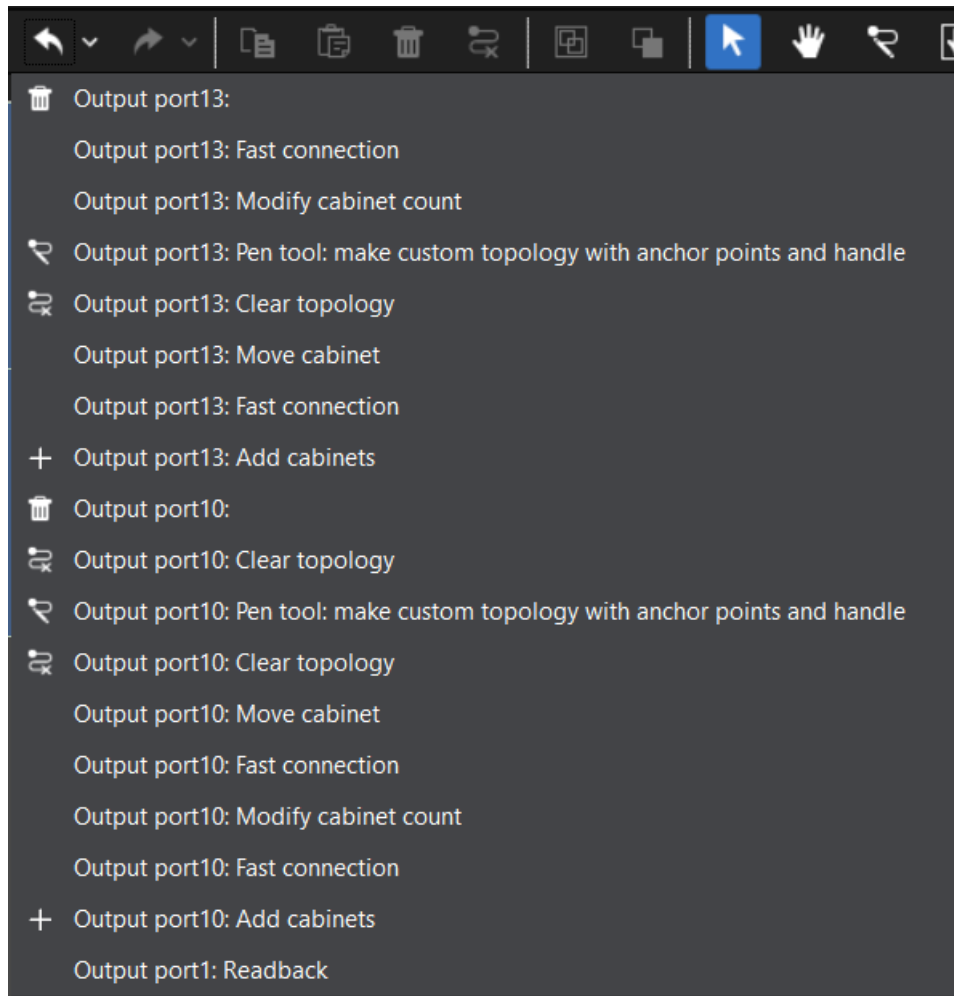 Output port13:
Output port13: Fast connection
Output port13: Modify cabinet count
Output port13: Pen tool: make custom topology with anchor points and handle
Output port13: Clear topology
Output port13: Move cabinet
Output port13: Fast connection
Output port13: Add cabinets
Output port10:
Output port10: Clear topology
Output port10: Pen tool: make custom topology with anchor points and handle
Output port10: Clear topology
Output port10: Move cabinet
Output port10: Fast connection
Output port10: Modify cabinet count
Output port10: Fast connection
Output port10: Add cabinets
Output port1: Readback